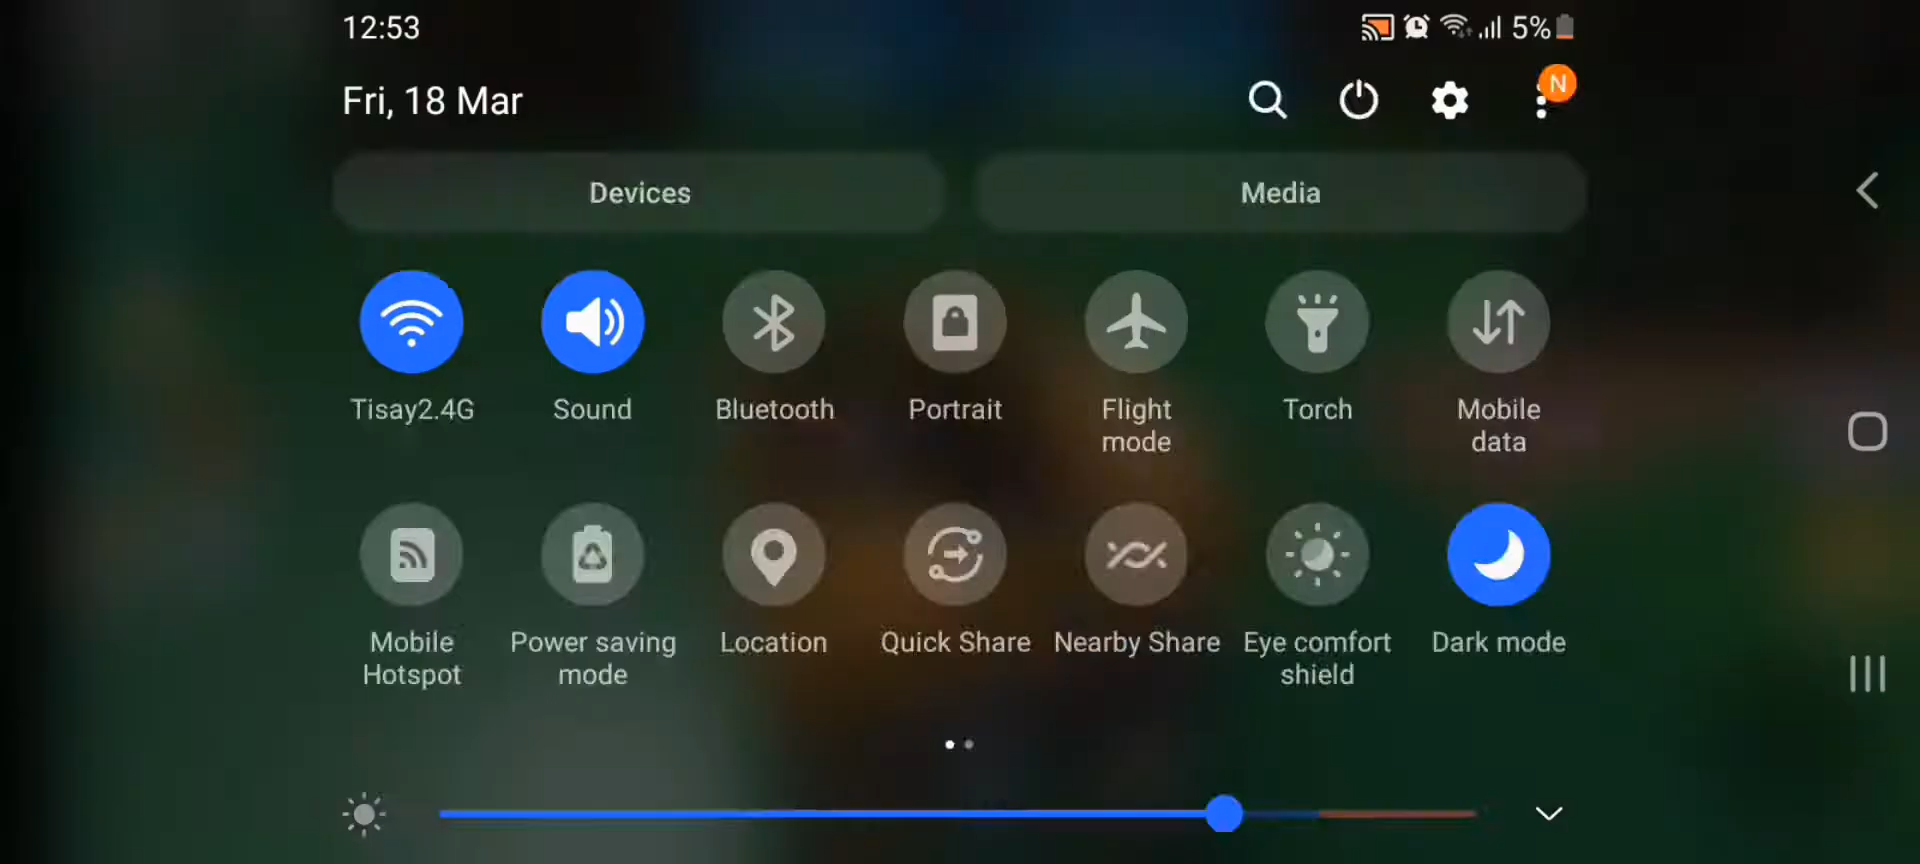 12:53
5%
Fri, 18 Mar
N
Devices
Media
Tisay2.4G
Sound
Bluetooth
Portrait
Flight
mode
Torch
Mobile
data
Mobile
Hotspot
Power saving
mode
Location
Quick Share
Nearby Share
Eye comfort
shield
Dark mode